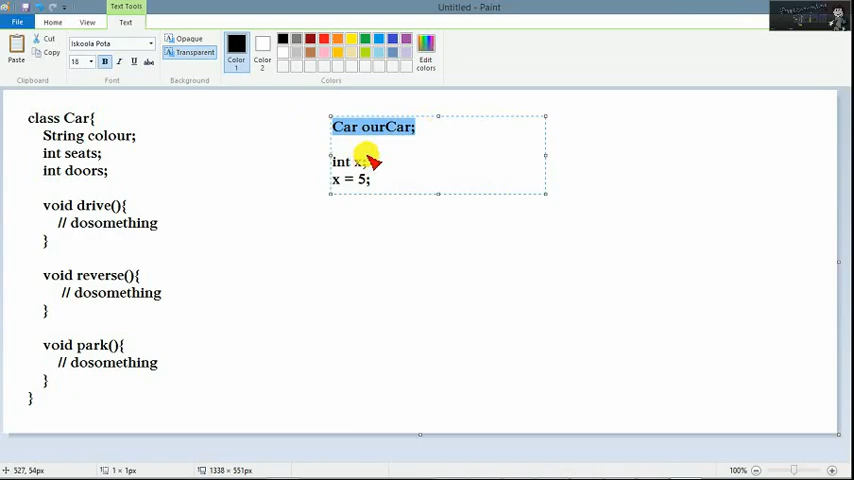 Untitled - Paint
Text Tools
File
Home
View
Text
Paste
Cut
Copy
Clipboard
Iskoola Pota
18
B I U abc
Font
Opaque
Transparent
Background
Color 1
Color 2
Edit colors
Colors
class Car{
String colour;
int seats;
int doors;
void drive(){
// dosomething
}
void reverse(){
// dosomething
}
void park(){
// dosomething
}
}
Car ourCar;
int x;
x = 5;
527, 54px
1 × 1px
1338 × 551px
100%